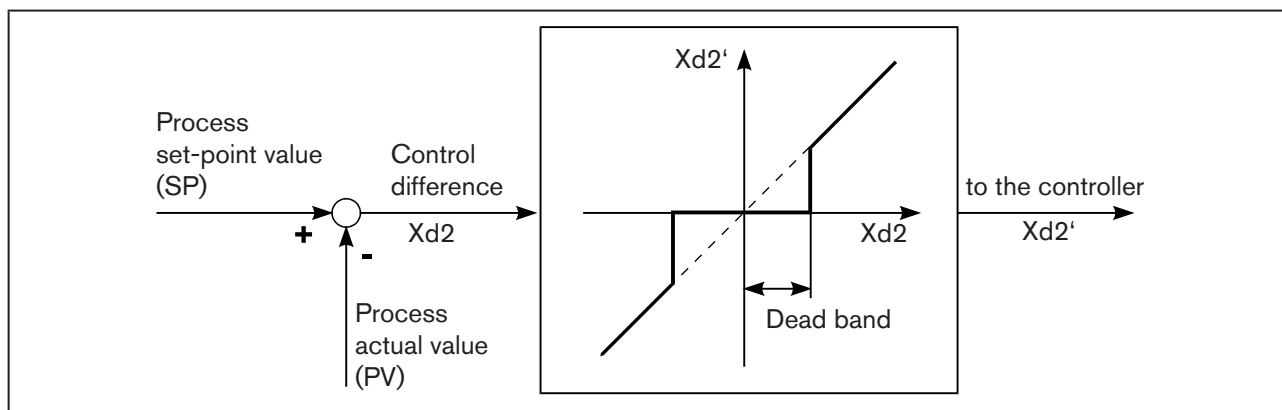 Process
set-point value
(SP)
+
-
Process
actual value
(PV)
Control
difference
Xd2
Xd2‘
Xd2
Dead band
to the controller
Xd2‘